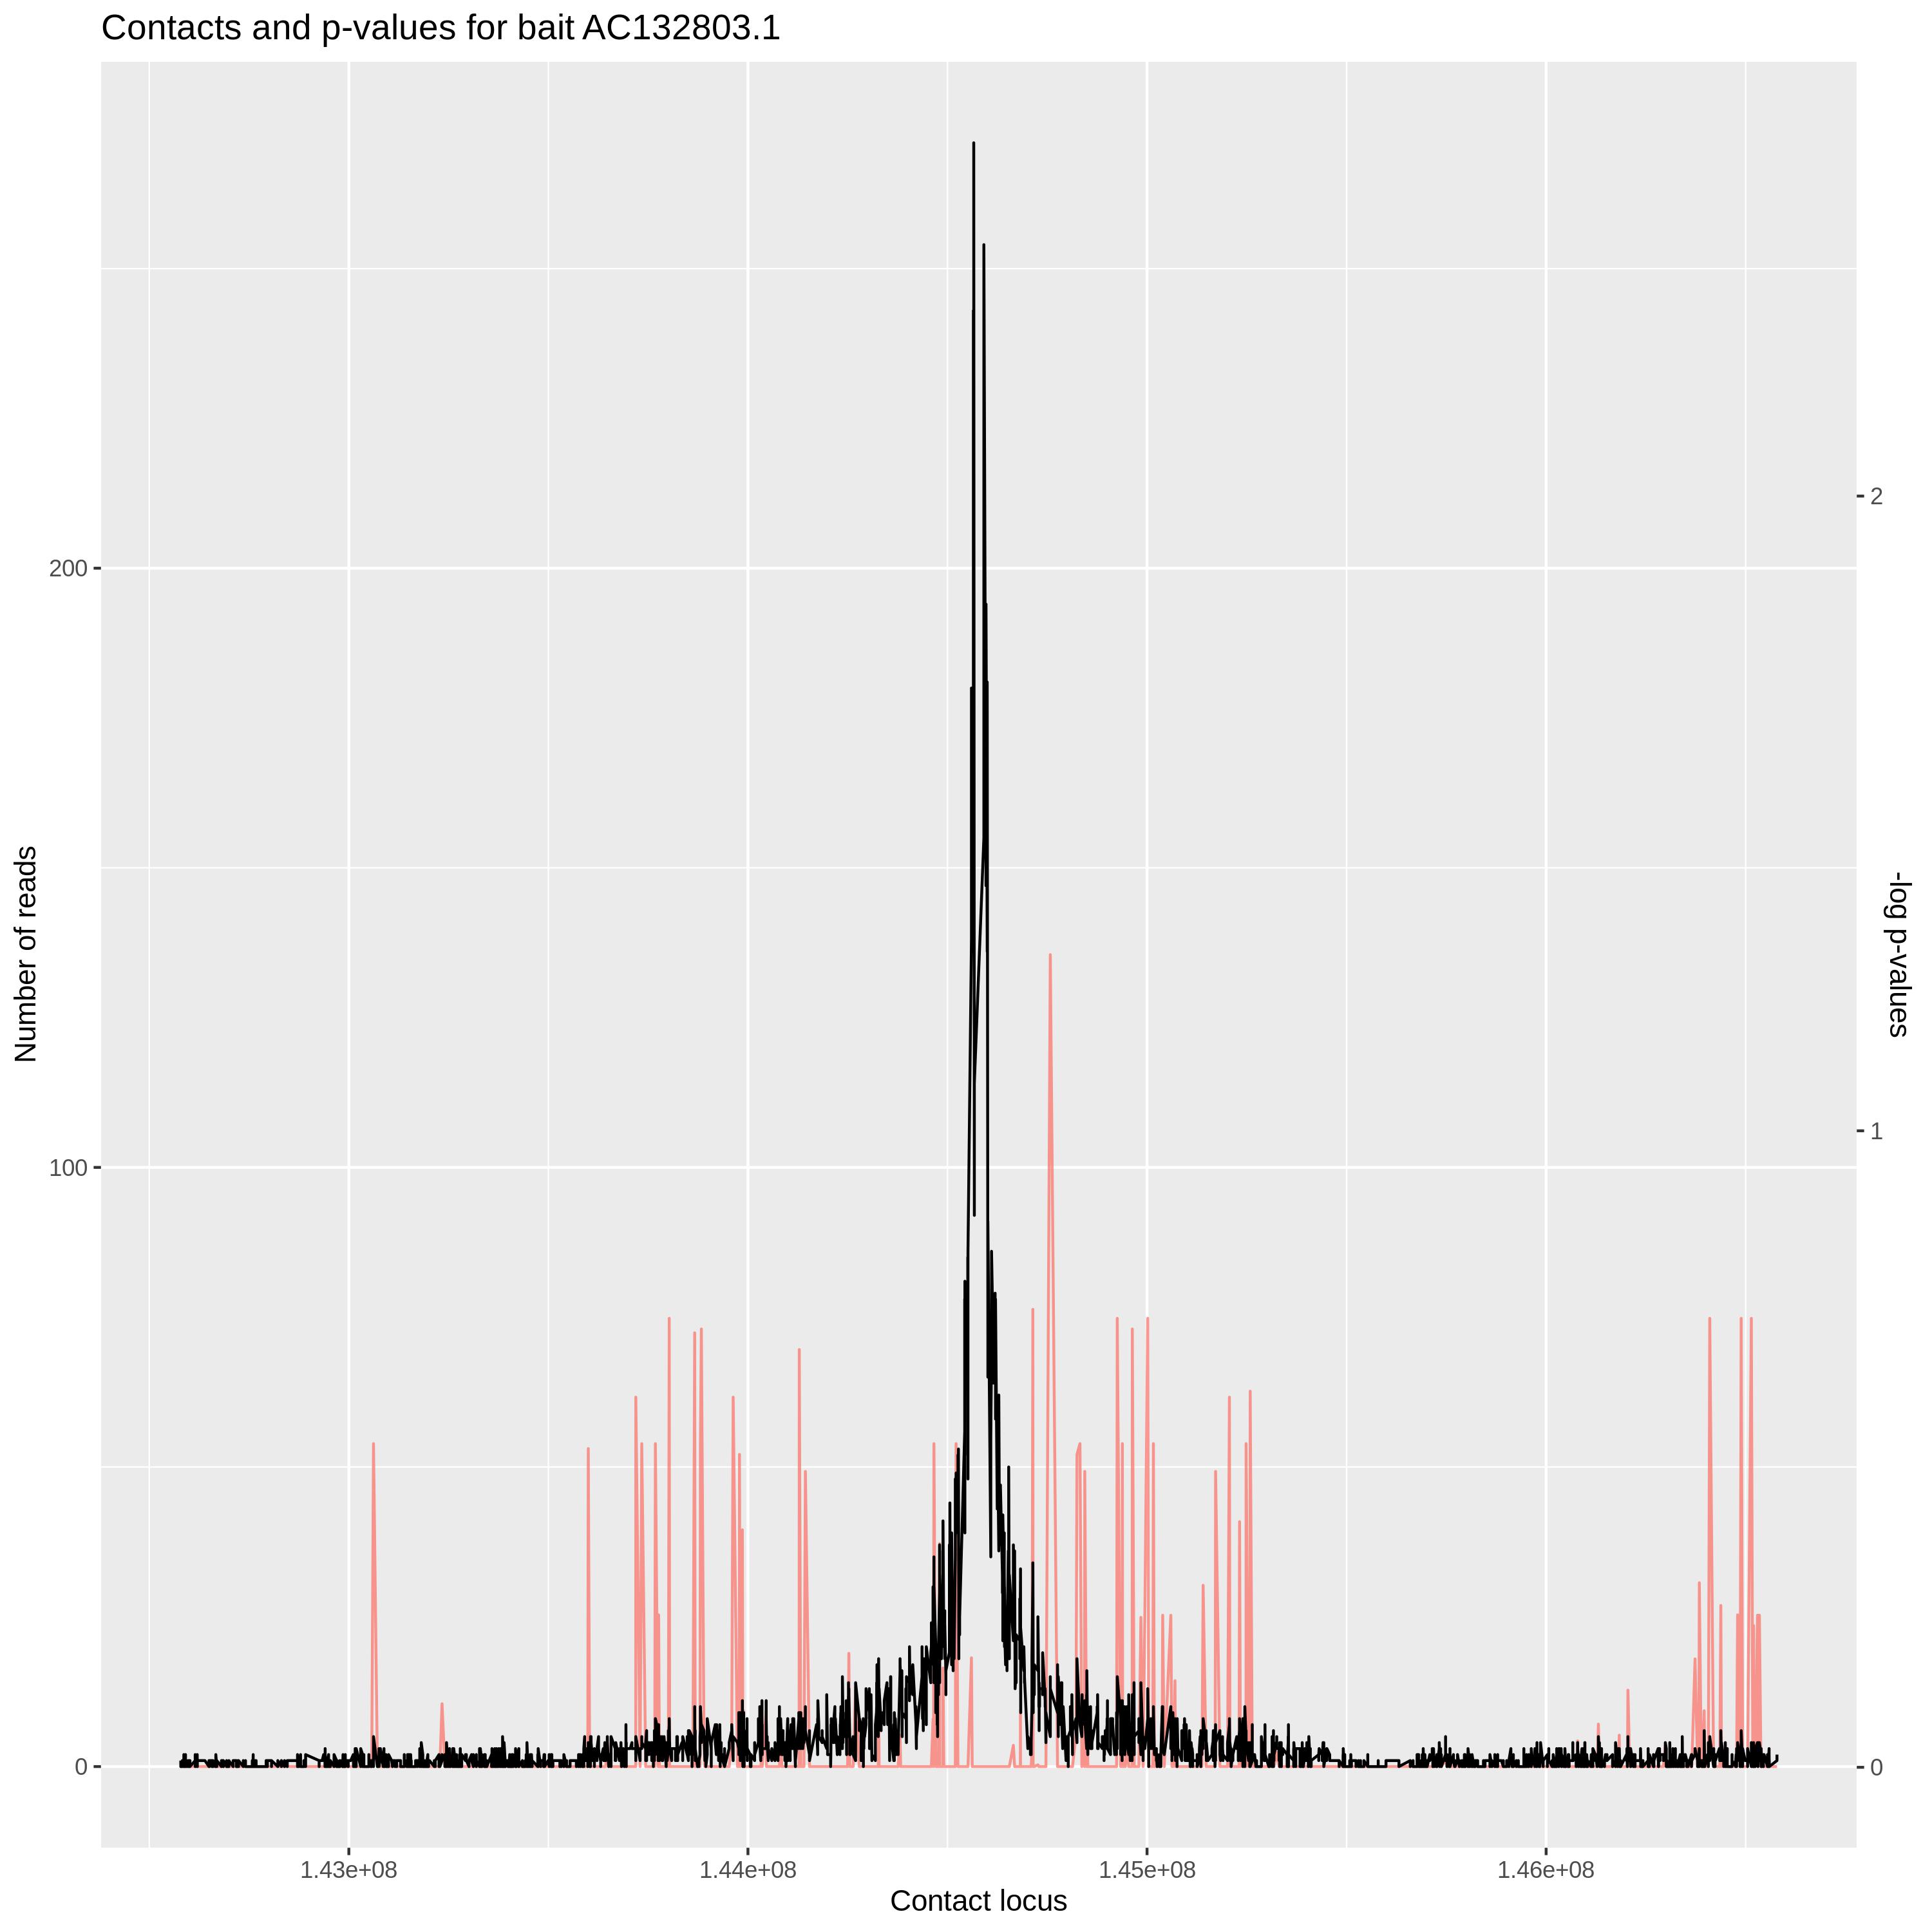 Contacts and p-values for bait AC132803.1
Number of reads
200
100
0
2
1
0
-log p-values
1.43e+08 1.44e+08 1.45e+08 1.46e+08
Contact locus